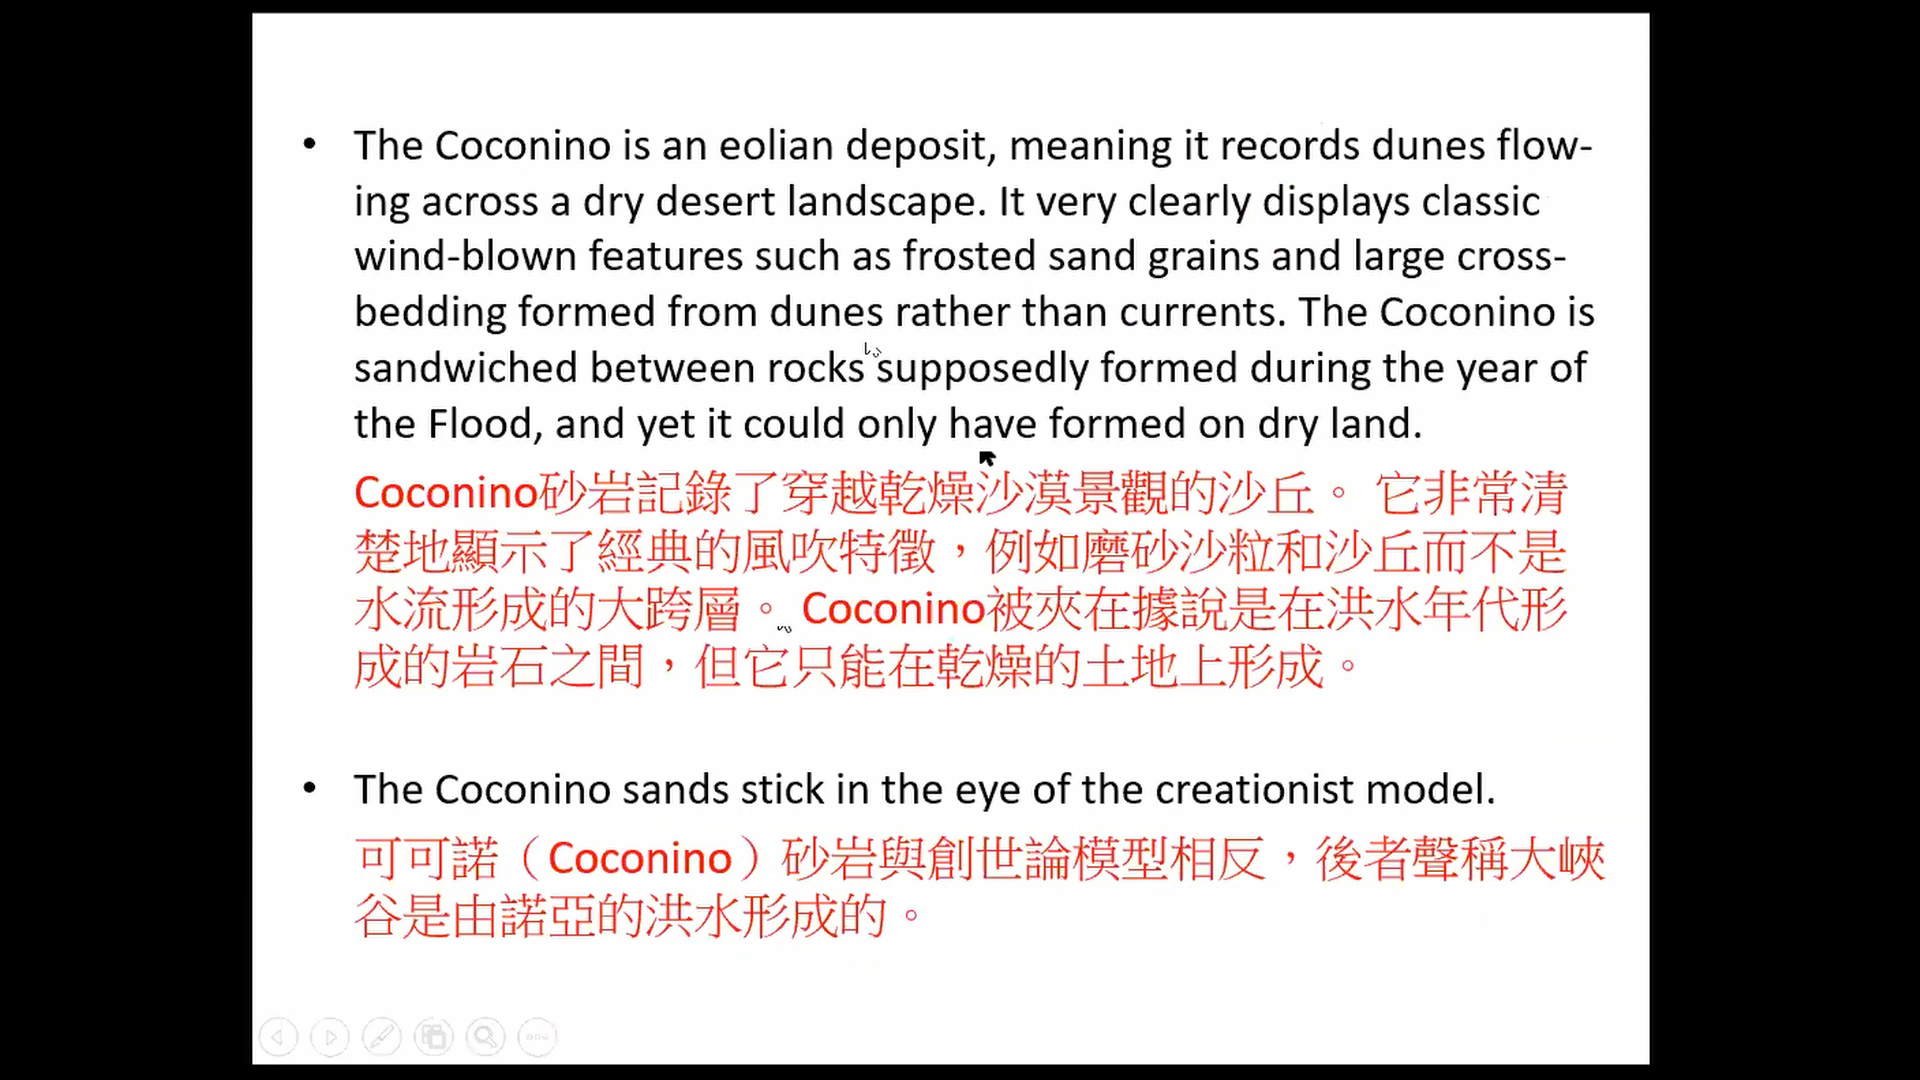 • The Coconino is an eolian deposit, meaning it records dunes flow-
ing across a dry desert landscape. It very clearly displays classic
wind-blown features such as frosted sand grains and large cross-
bedding formed from dunes rather than currents. The Coconino is
sandwiched between rocks supposedly formed during the year of
the Flood, and yet it could only have formed on dry land.
Coconino砂岩記錄了穿越乾燥沙漠景觀的沙丘。 它非常清
楚地顯示了經典的風吹特徵，例如磨砂沙粒和沙丘而不是
水流形成的大跨層。 Coconino被夾在據說是在洪水年代形
成的岩石之間，但它只能在乾燥的土地上形成。
• The Coconino sands stick in the eye of the creationist model.
可可諾（Coconino）砂岩與創世論模型相反，後者聲稱大峽
谷是由諾亞的洪水形成的。